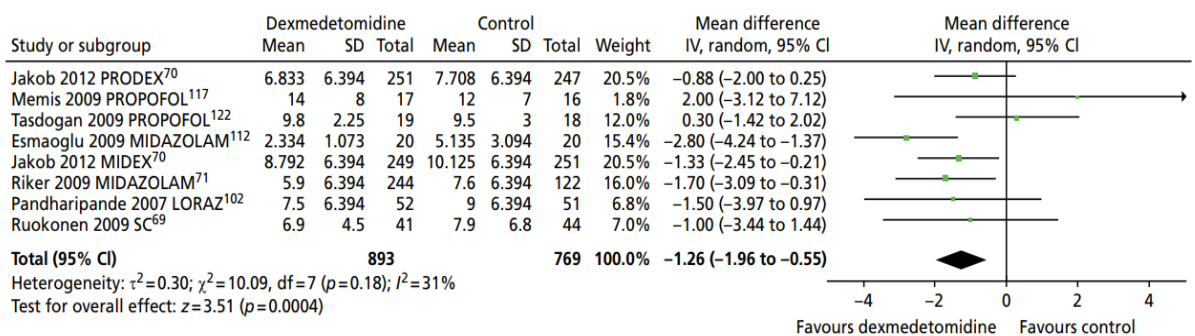 Dexmedetomidine Control Mean difference Mean difference
Study or subgroup Mean SD Total Mean SD Total Weight IV, random, 95% CI IV, random, 95% CI
Jakob 2012 PRODEX⁷⁰ 6.833 6.394 251 7.708 6.394 247 20.5% −0.88 (−2.00 to 0.25)
Memis 2009 PROPOFOL¹¹⁷ 14 8 17 12 7 16 1.8% 2.00 (−3.12 to 7.12)
Tasdogan 2009 PROPOFOL¹²² 9.8 2.25 19 9.5 3 18 12.0% 0.30 (−1.42 to 2.02)
Esmaoglu 2009 MIDAZOLAM¹¹² 2.334 1.073 20 5.135 3.094 20 15.4% −2.80 (−4.24 to −1.37)
Jakob 2012 MIDEX⁷⁰ 8.792 6.394 249 10.125 6.394 251 20.5% −1.33 (−2.45 to −0.21)
Riker 2009 MIDAZOLAM⁷¹ 5.9 6.394 244 7.6 6.394 122 16.0% −1.70 (−3.09 to −0.31)
Pandharipande 2007 LORAZ¹⁰² 7.5 6.394 52 9 6.394 51 6.8% −1.50 (−3.97 to 0.97)
Ruokonen 2009 SC⁶⁹ 6.9 4.5 41 7.9 6.8 44 7.0% −1.00 (−3.44 to 1.44)
Total (95% CI) 893 769 100.0% −1.26 (−1.96 to −0.55)
Heterogeneity: τ²=0.30; χ²=10.09, df=7 (p=0.18); I²=31%
Test for overall effect: z=3.51 (p=0.0004)
−4 −2 0 2 4
Favours dexmedetomidine Favours control